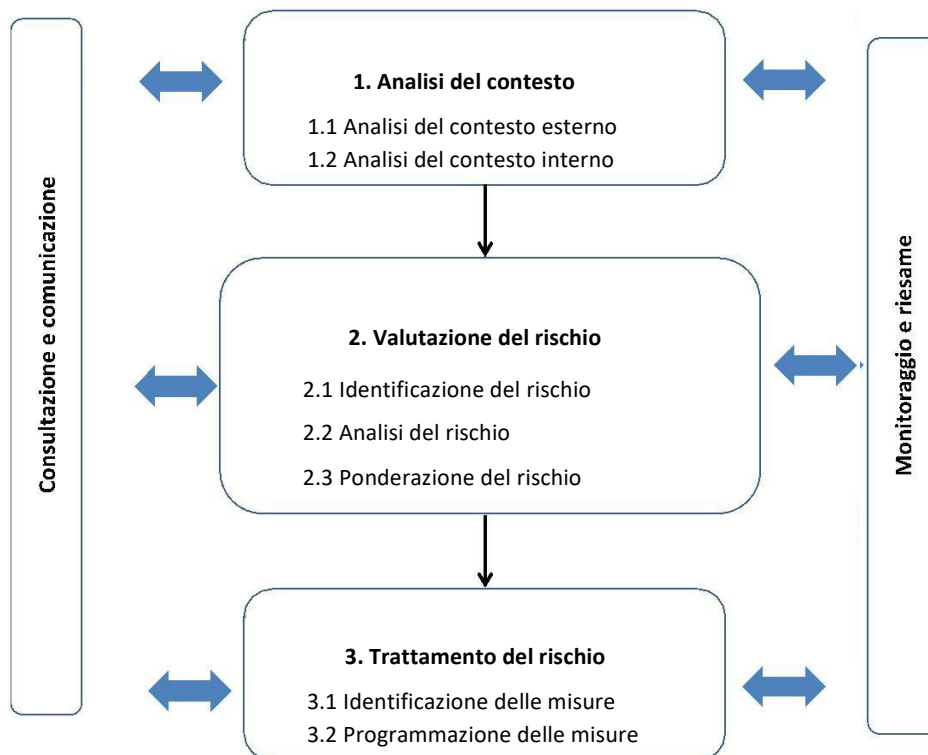 Consultazione e comunicazione
1. Analisi del contesto
1.1 Analisi del contesto esterno
1.2 Analisi del contesto interno
2. Valutazione del rischio
2.1 Identificazione del rischio
2.2 Analisi del rischio
2.3 Ponderazione del rischio
3. Trattamento del rischio
3.1 Identificazione delle misure
3.2 Programmazione delle misure
Monitoraggio e riesame